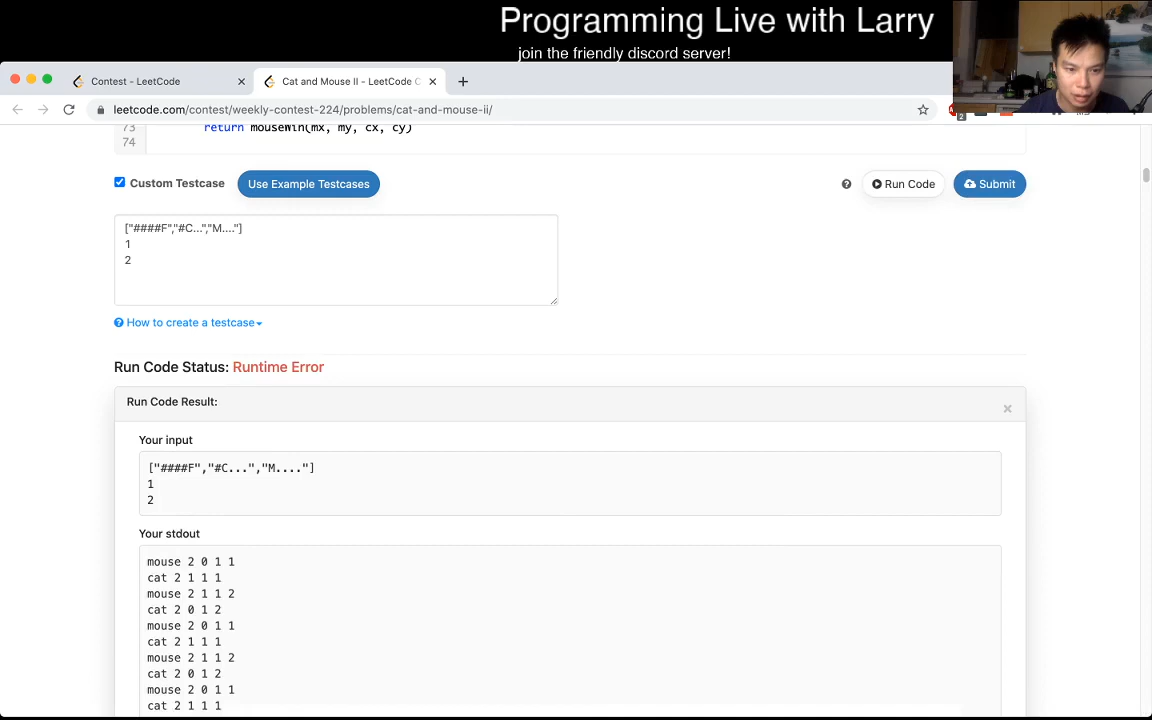 Programming Live with Larry
join the friendly discord server!
Contest - LeetCode
Cat and Mouse II - LeetCode C
leetcode.com/contest/weekly-contest-224/problems/cat-and-mouse-ii/
2
73 return mouseWin(mx, my, cx, cy)
74
Custom Testcase
Use Example Testcases
Run Code
Submit
["####F","#C...","M...."]
1
2
How to create a testcase
Run Code Status: Runtime Error
Run Code Result:
Your input
["####F","#C...","M...."]
1
2
Your stdout
mouse 2 0 1 1
cat 2 1 1 1
mouse 2 1 1 2
cat 2 0 1 2
mouse 2 0 1 1
cat 2 1 1 1
mouse 2 1 1 2
cat 2 0 1 2
mouse 2 0 1 1
cat 2 1 1 1